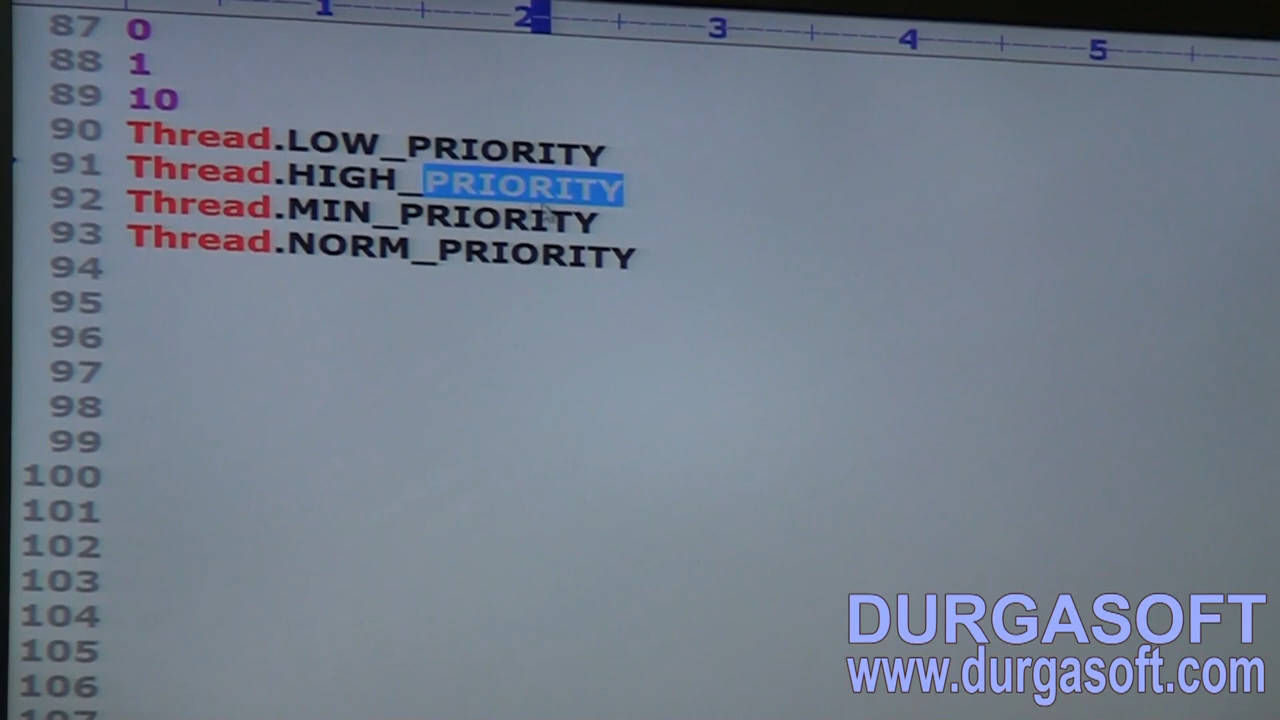 1 2 3 4 5
87 0
88 1
89 10
90 Thread.LOW_PRIORITY
91 Thread.HIGH_PRIORITY
92 Thread.MIN_PRIORITY
93 Thread.NORM_PRIORITY
94
95
96
97
98
99
100
101
102
103
104
105
106
107
DURGASOFT
www.durgasoft.com